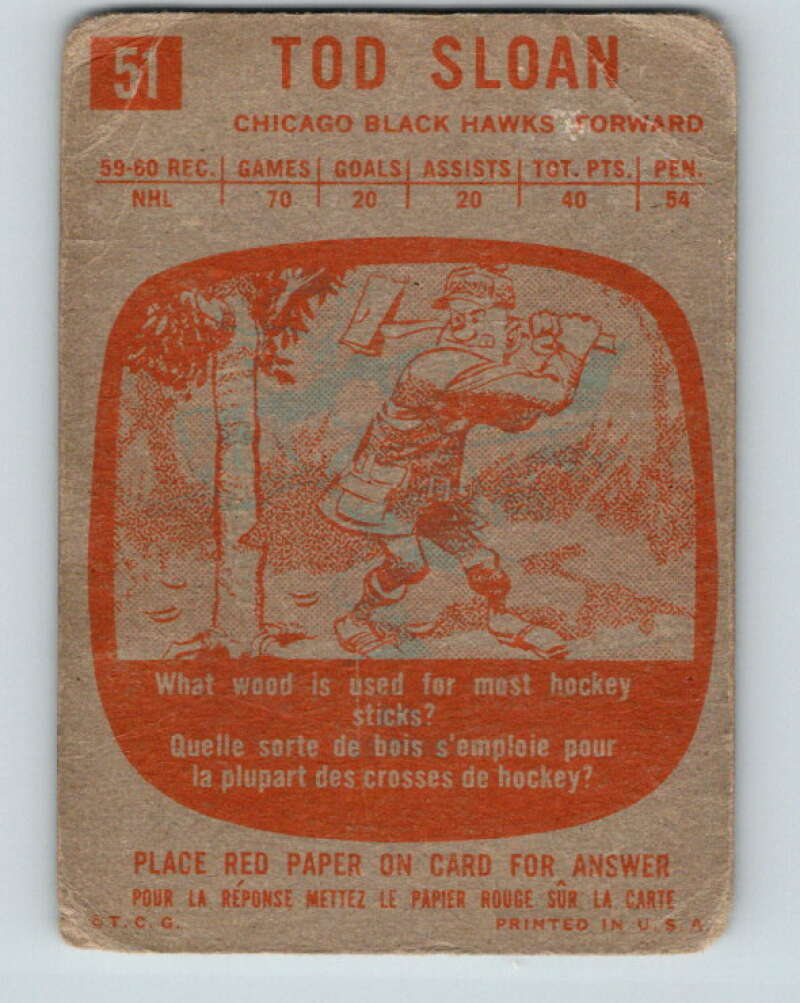 51
TOD SLOAN
CHICAGO BLACK HAWKS FORWARD
59-60 REC. GAMES GOALS ASSISTS TOT. PTS. PEN.
NHL 70 20 20 40 54
What wood is used for most hockey
sticks?
Quelle sorte de bois s'emploie pour
la plupart des crosses de hockey?
PLACE RED PAPER ON CARD FOR ANSWER
POUR LA RÉPONSE METTEZ LE PAPIER ROUGE SÛR LA CARTE
©T. C. G. PRINTED IN U. S. A.